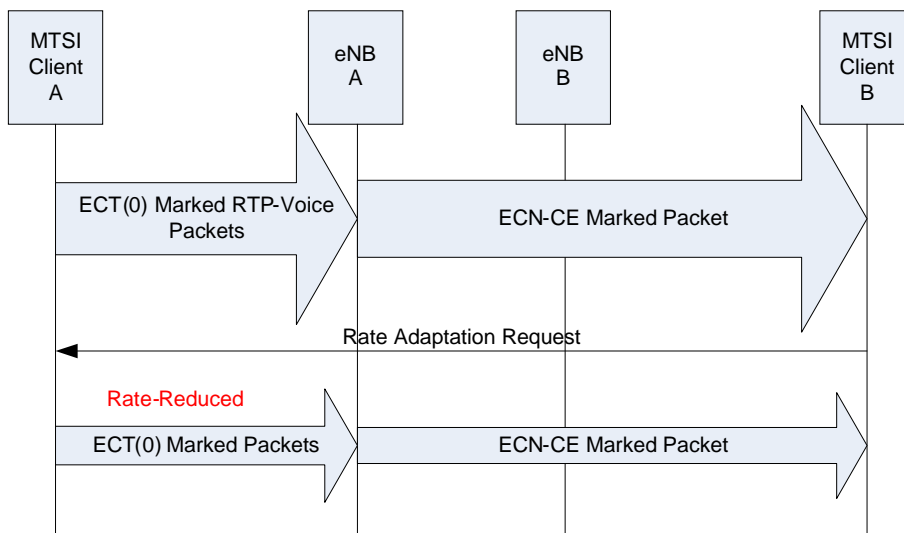 MTSI
Client
A
eNB
A
eNB
B
MTSI
Client
B
ECT(0) Marked RTP-Voice
Packets
ECN-CE Marked Packet
Rate Adaptation Request
Rate-Reduced
ECT(0) Marked Packets
ECN-CE Marked Packet